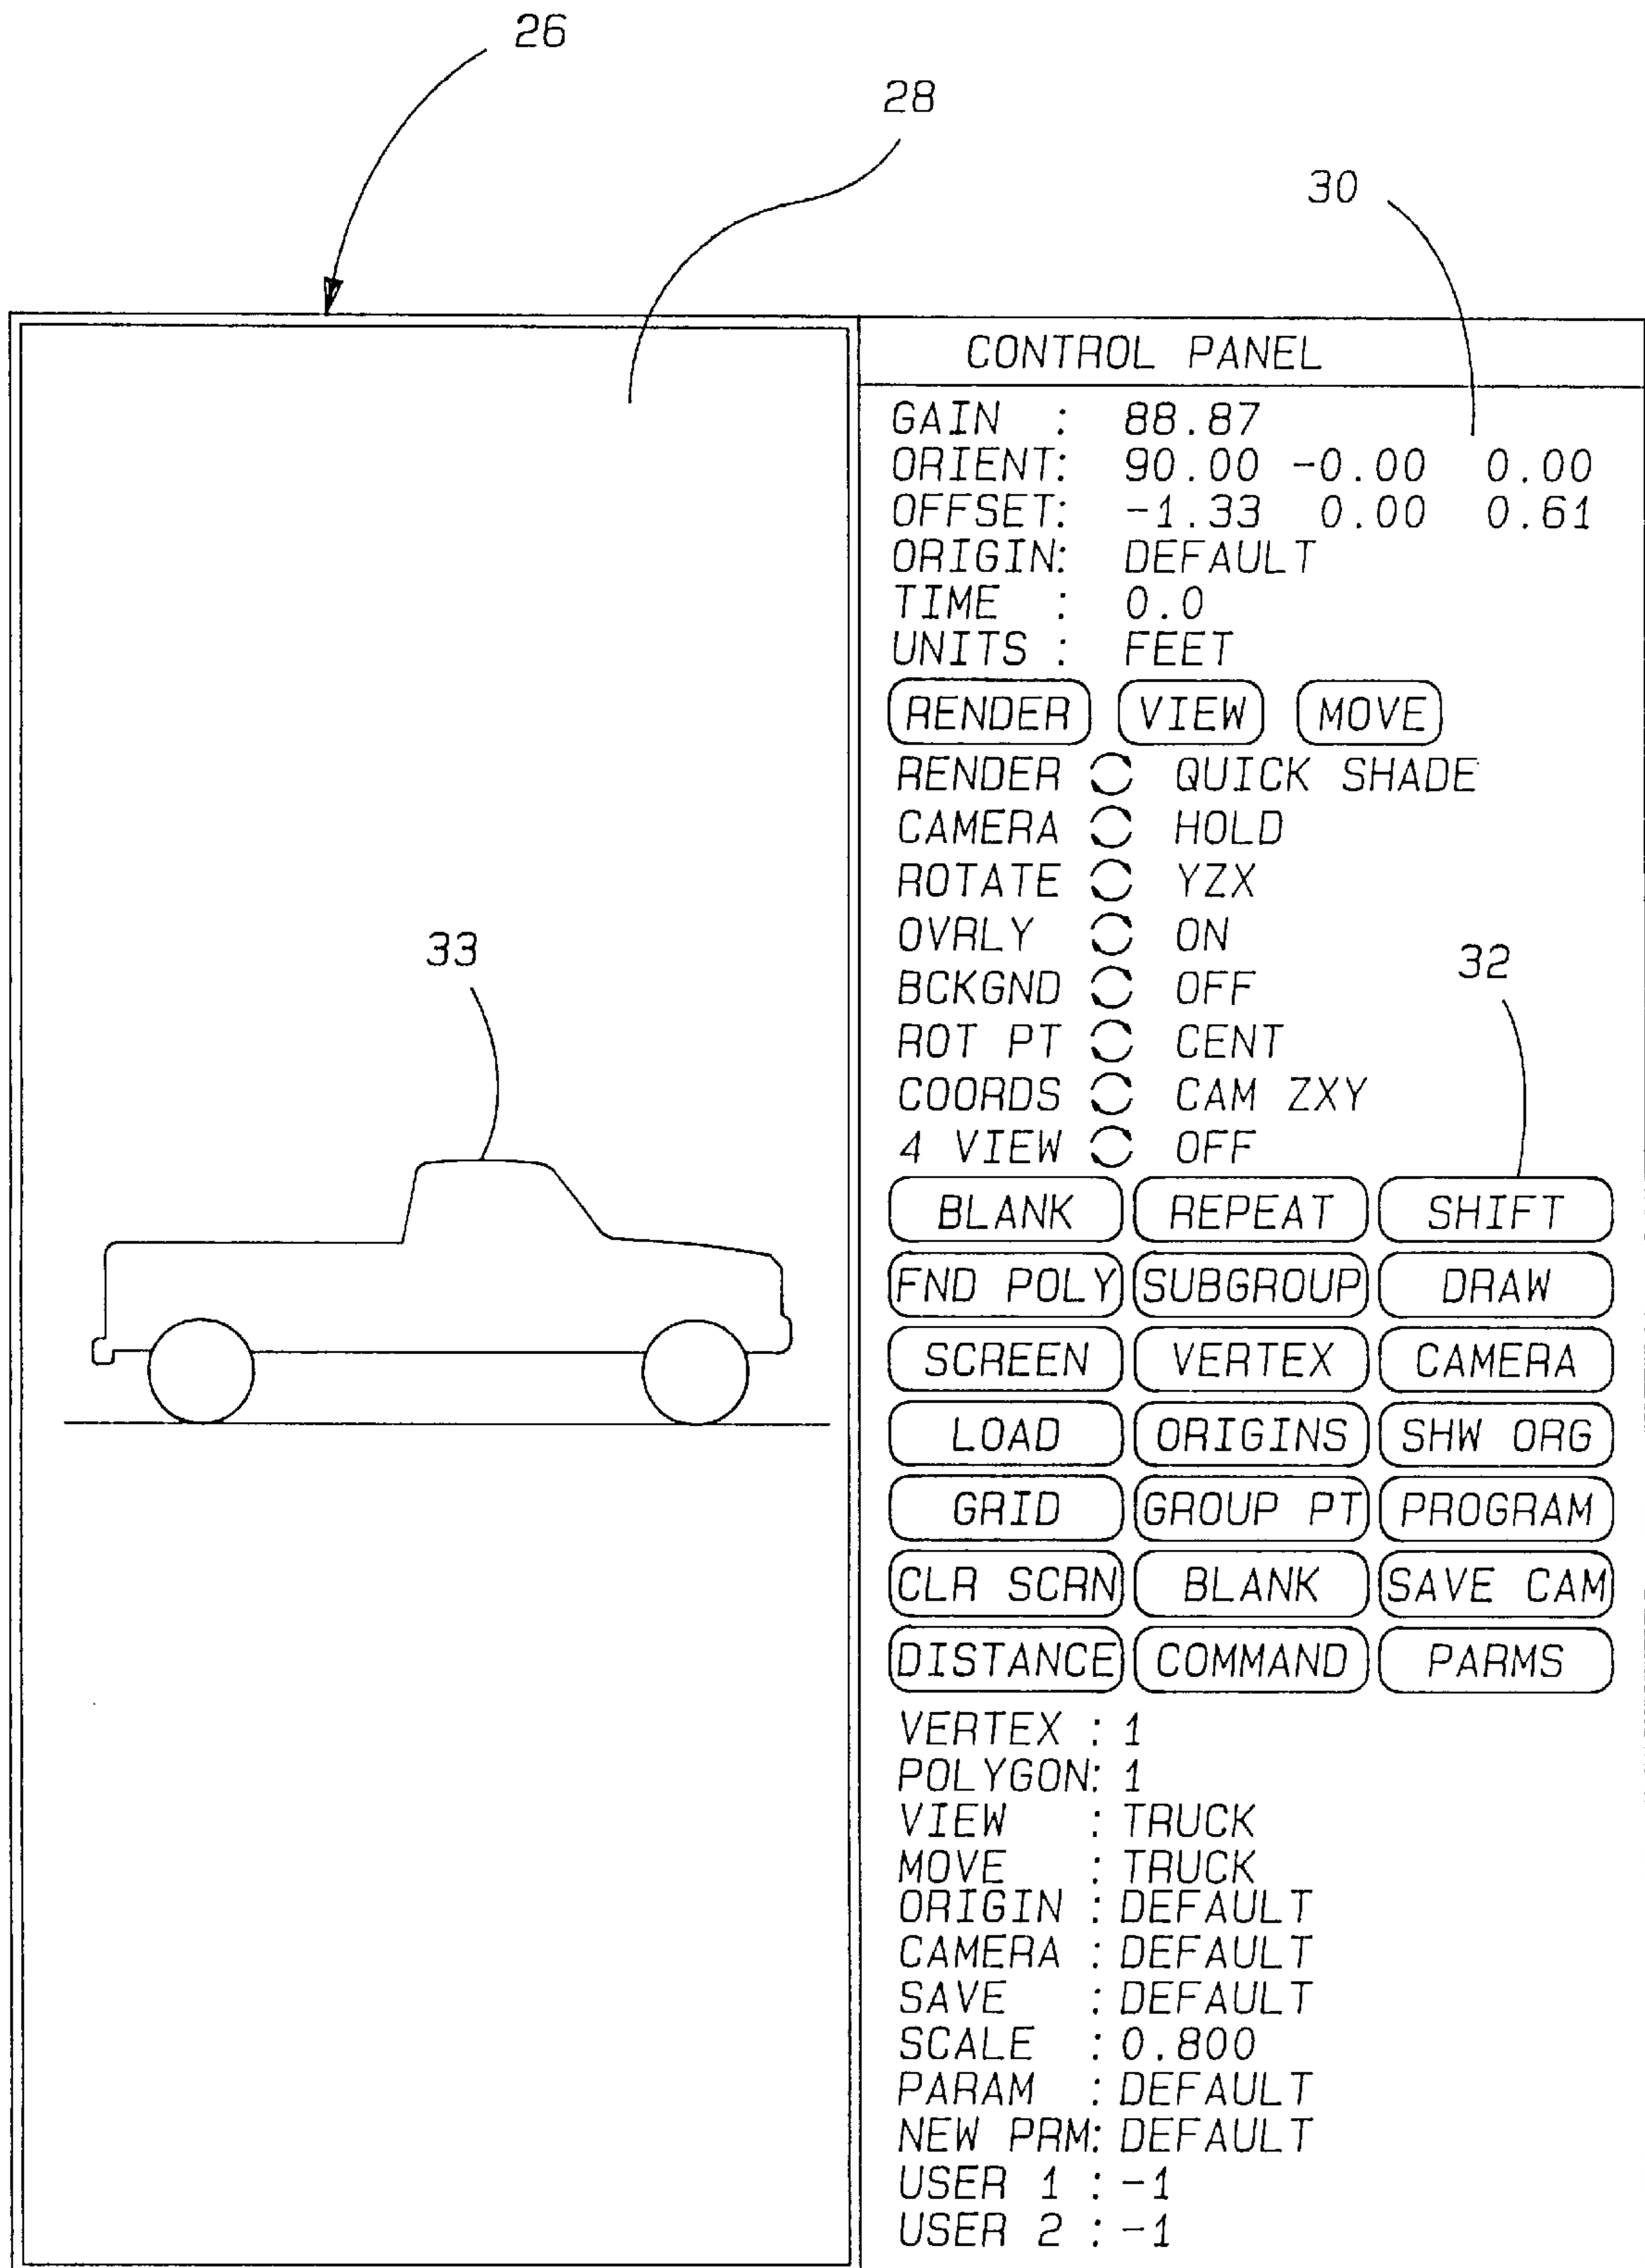 26
28
30
CONTROL PANEL
GAIN : 88.87
ORIENT: 90.00 -0.00 0.00
OFFSET: -1.33 0.00 0.61
ORIGIN: DEFAULT
TIME : 0.0
UNITS : FEET
RENDER VIEW MOVE
RENDER QUICK SHADE
CAMERA HOLD
ROTATE YZX
OVRLY ON
33
BCKGND OFF
32
ROT PT CENT
COORDS CAM ZXY
4 VIEW OFF
BLANK REPEAT SHIFT
FND POLY SUBGROUP DRAW
SCREEN VERTEX CAMERA
LOAD ORIGINS SHW ORG
GRID GROUP PT PROGRAM
CLR SCRN BLANK SAVE CAM
DISTANCE COMMAND PARMS
VERTEX : 1
POLYGON: 1
VIEW : TRUCK
MOVE : TRUCK
ORIGIN : DEFAULT
CAMERA : DEFAULT
SAVE : DEFAULT
SCALE : 0.800
PARAM : DEFAULT
NEW PRM: DEFAULT
USER 1 : -1
USER 2 : -1